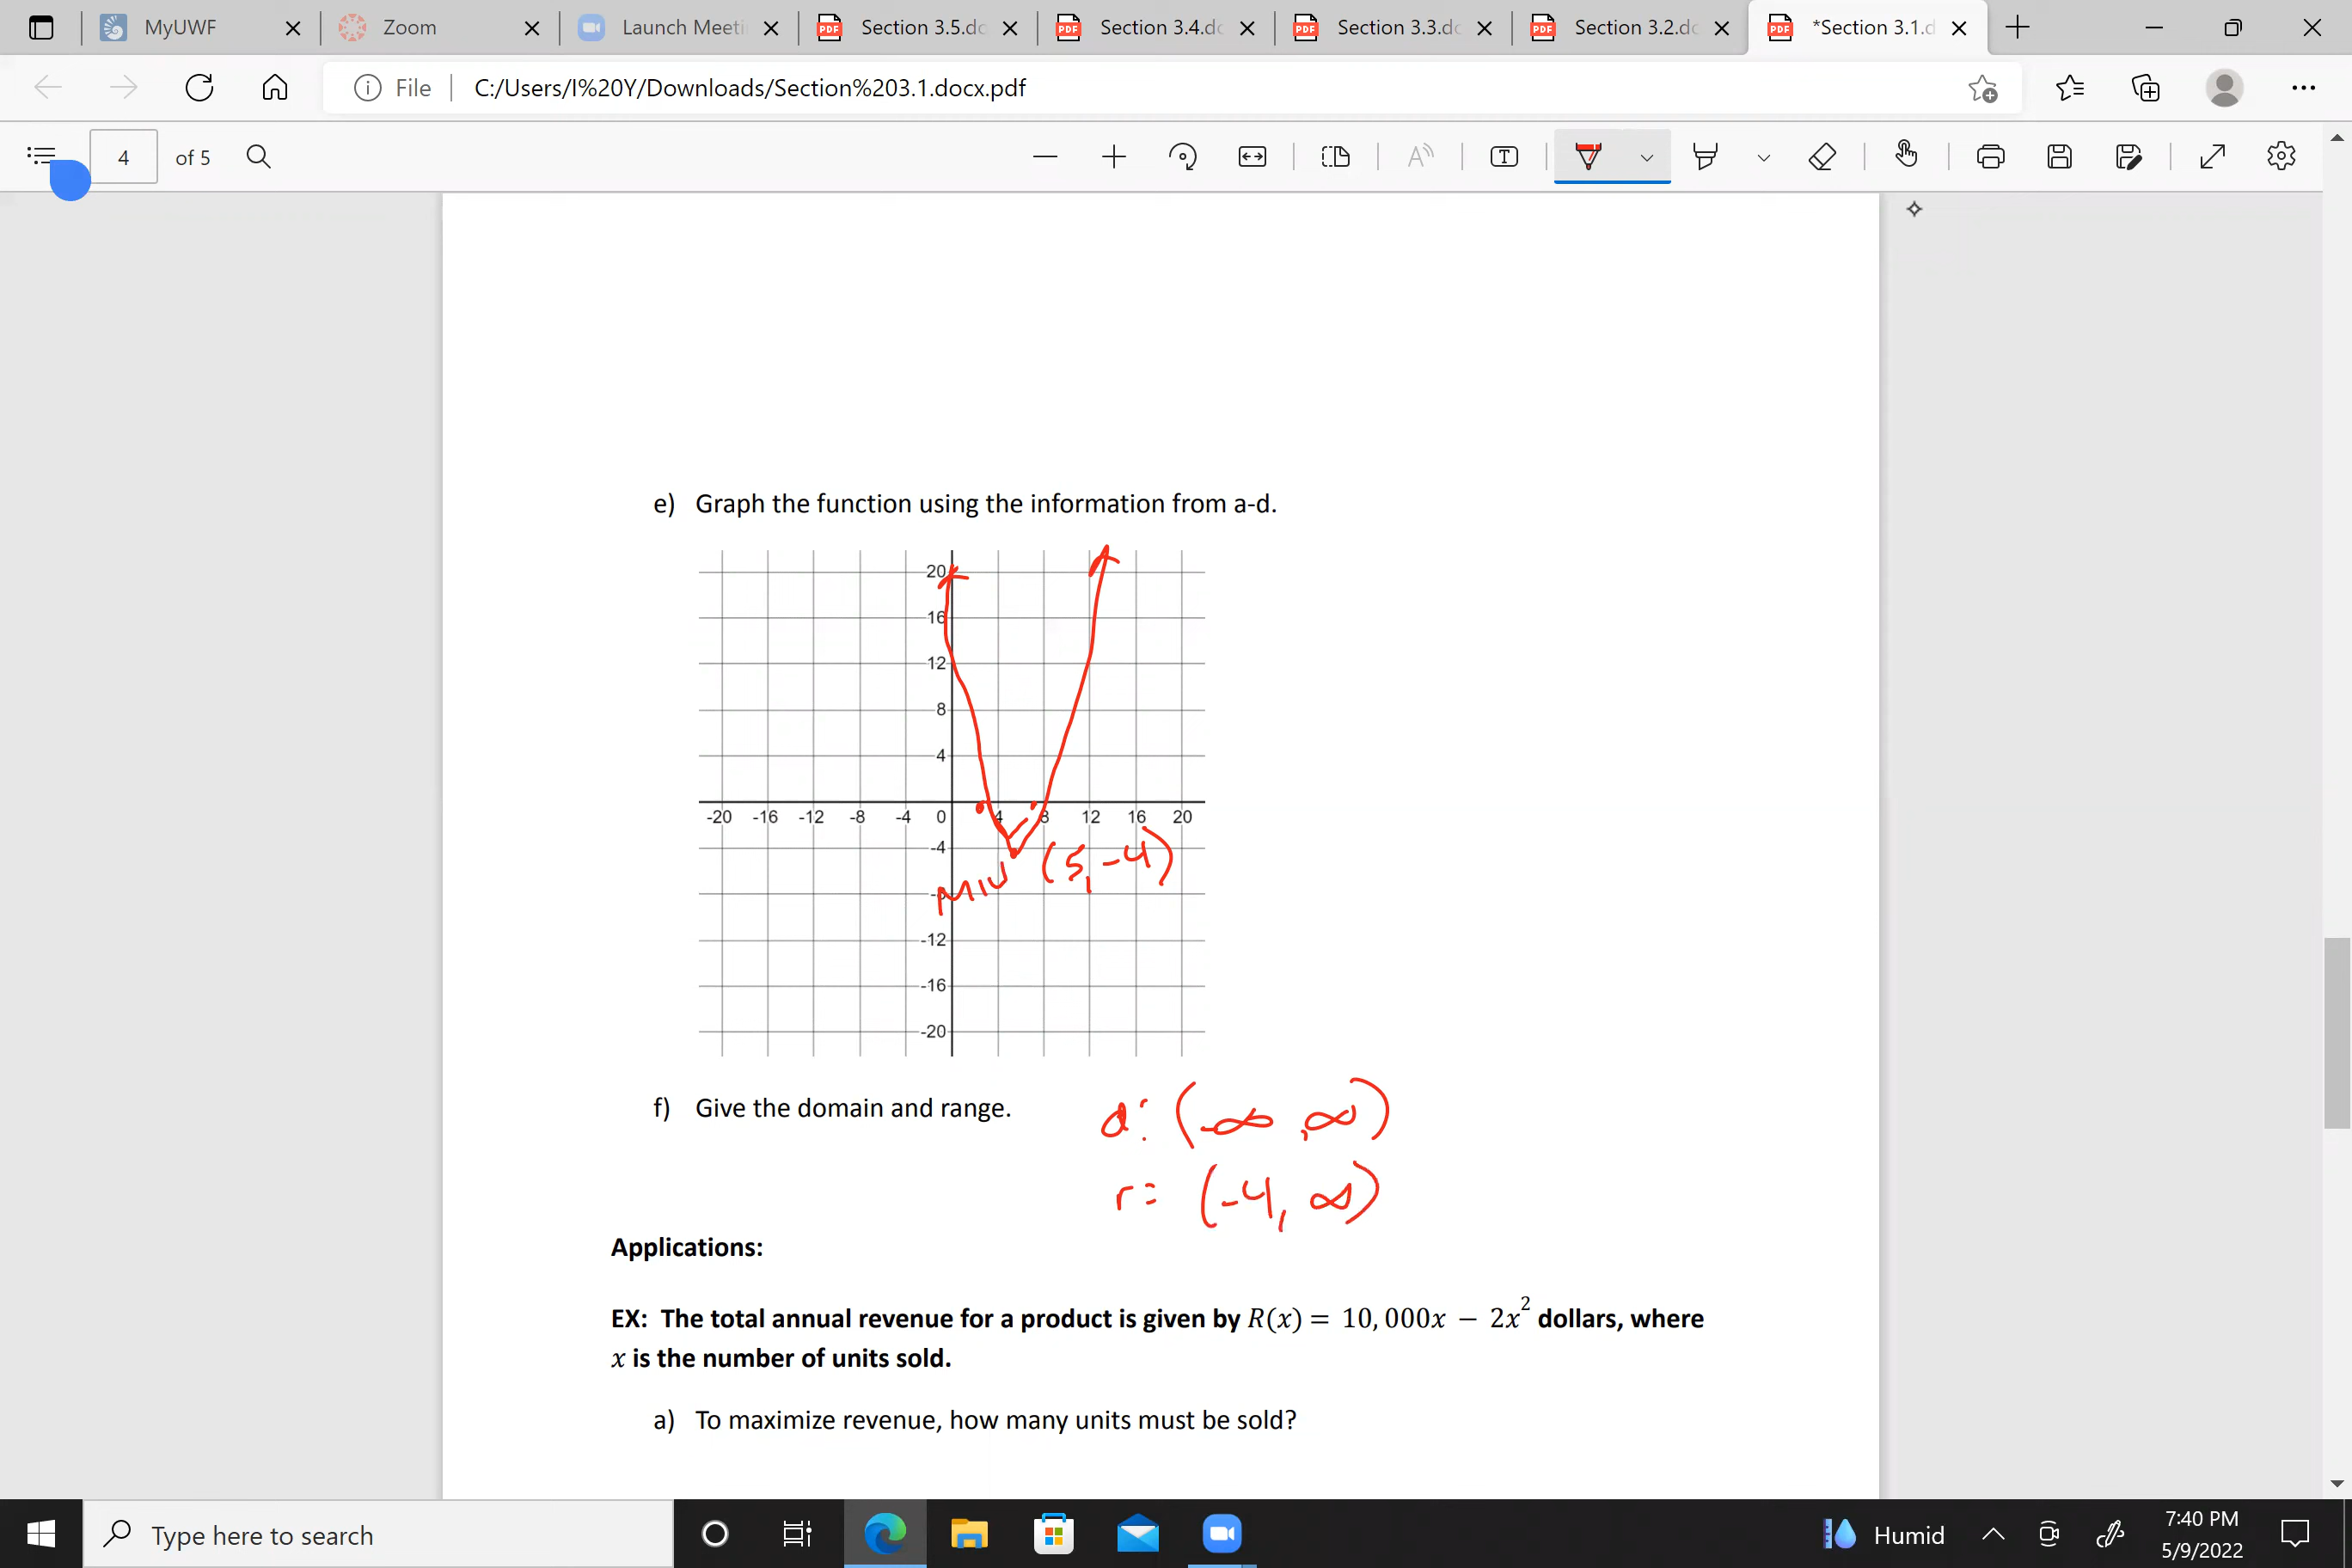 MyUWF
Zoom
Launch Meeti
Section 3.5.dc
Section 3.4.dc
Section 3.3.dc
Section 3.2.dc
*Section 3.1.d
File
C:/Users/I%20Y/Downloads/Section%203.1.docx.pdf
4 of 5
e) Graph the function using the information from a-d.
20
16
12
8
4
-20 -16 -12 -8 -4 0 4 8 12 16 20
-4
(5, -4)
MIN
-8
-12
-16
-20
f) Give the domain and range.
d: (-∞, ∞)
r: (-4, ∞)
Applications:
EX: The total annual revenue for a product is given by R(x) = 10,000x − 2x² dollars, where
x is the number of units sold.
a) To maximize revenue, how many units must be sold?
Type here to search
Humid
7:40 PM
5/9/2022